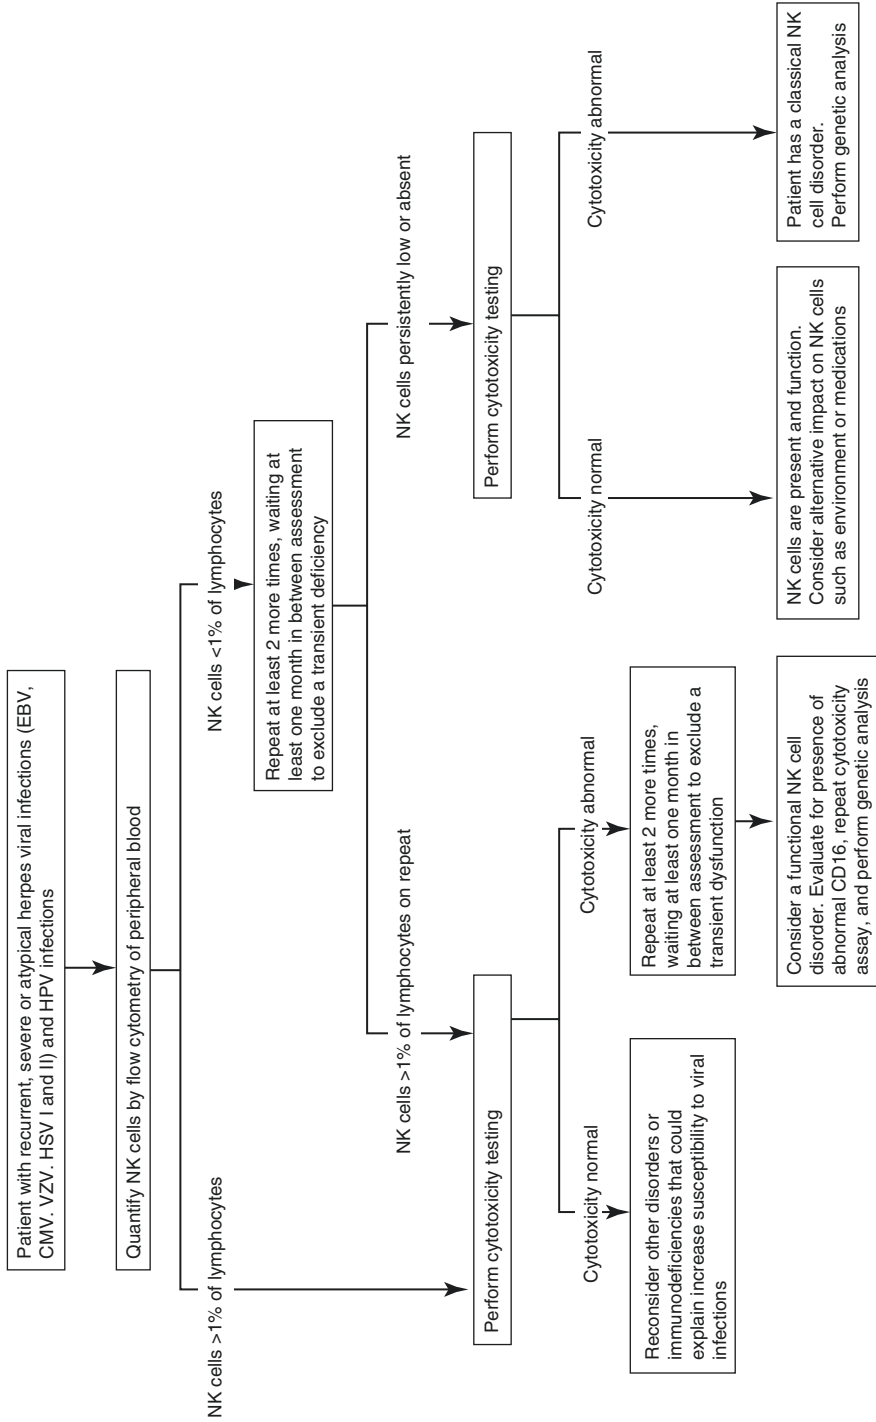 Patient with recurrent, severe or atypical herpes viral infections (EBV,
CMV. VZV. HSV I and II) and HPV infections
Quantify NK cells by flow cytometry of peripheral blood
NK cells >1% of lymphocytes
NK cells <1% of lymphocytes
Repeat at least 2 more times, waiting at
least one month in between assessment
to exclude a transient deficiency
NK cells >1% of lymphocytes on repeat
NK cells persistently low or absent
Perform cytotoxicity testing
Perform cytotoxicity testing
Cytotoxicity normal
Cytotoxicity abnormal
Cytotoxicity normal
Cytotoxicity abnormal
Reconsider other disorders or
immunodeficiencies that could
explain increase susceptibility to viral
infections
Repeat at least 2 more times,
waiting at least one month in
between assessment to exclude a
transient dysfunction
Consider a functional NK cell
disorder. Evaluate for presence of
abnormal CD16, repeat cytotoxicity
assay, and perform genetic analysis
NK cells are present and function.
Consider alternative impact on NK cells
such as environment or medications
Patient has a classical NK
cell disorder.
Perform genetic analysis